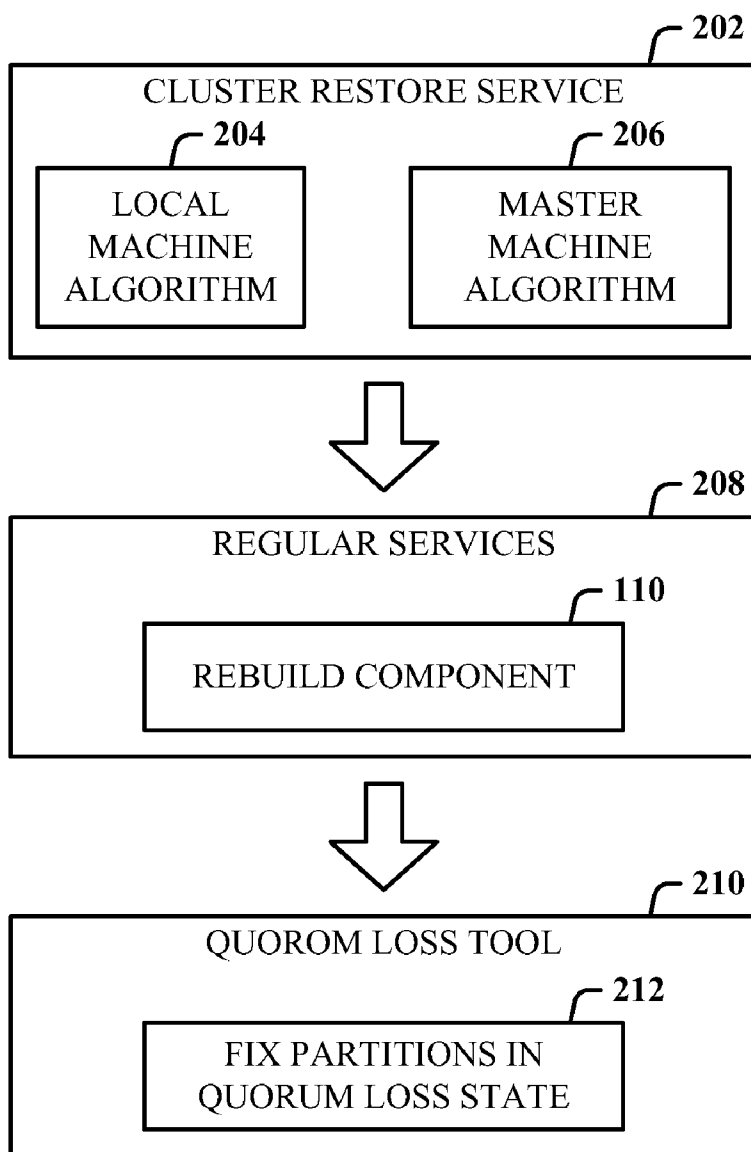 202
CLUSTER RESTORE SERVICE
204
LOCAL
MACHINE
ALGORITHM
206
MASTER
MACHINE
ALGORITHM
208
REGULAR SERVICES
110
REBUILD COMPONENT
210
QUOROM LOSS TOOL
212
FIX PARTITIONS IN
QUORUM LOSS STATE